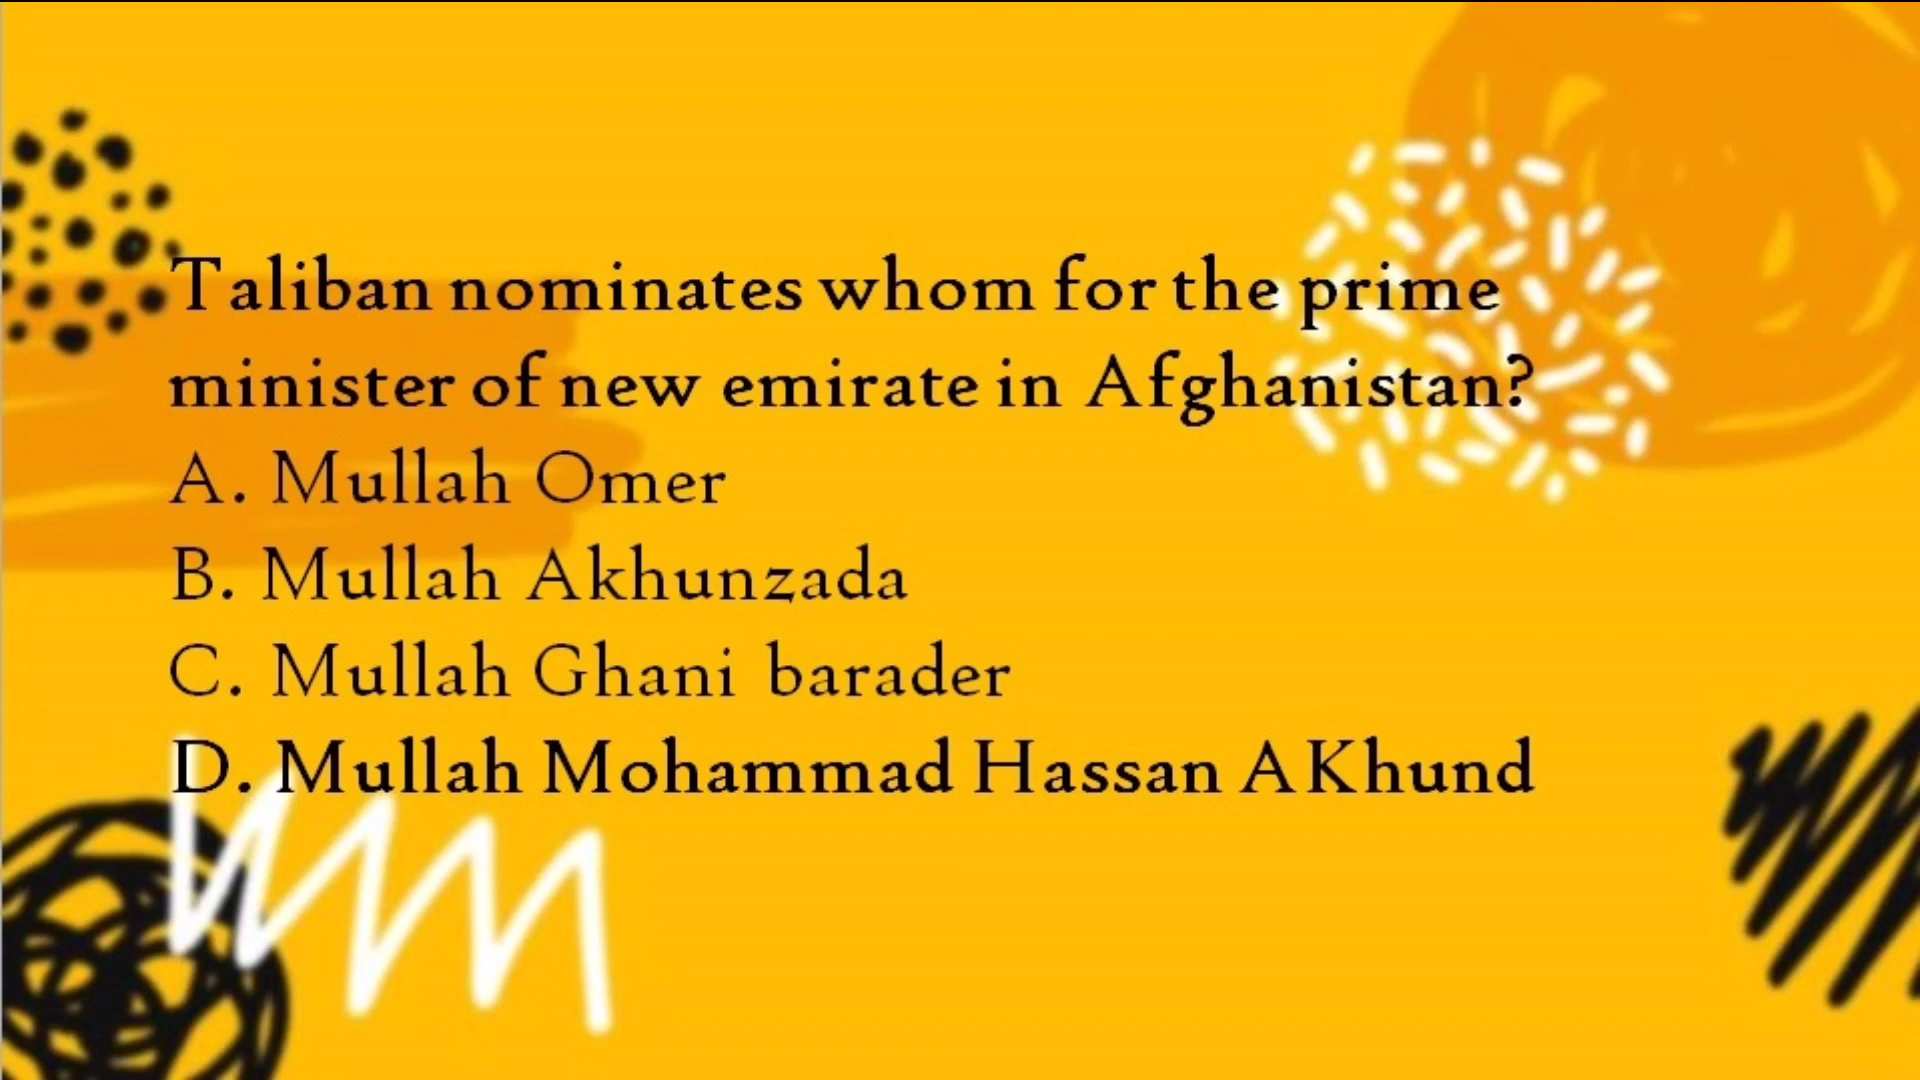 Taliban nominates whom for the prime
minister of new emirate in Afghanistan?
A. Mullah Omer
B. Mullah Akhunzada
C. Mullah Ghani barader
D. Mullah Mohammad Hassan AKhund